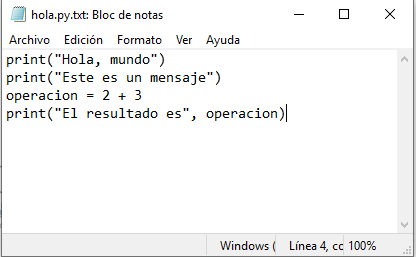 hola.py.txt: Bloc de notas
Archivo Edición Formato Ver Ayuda
print("Hola, mundo")
print("Este es un mensaje")
operacion = 2 + 3
print("El resultado es", operacion)
Windows ( Línea 4, cc 100%